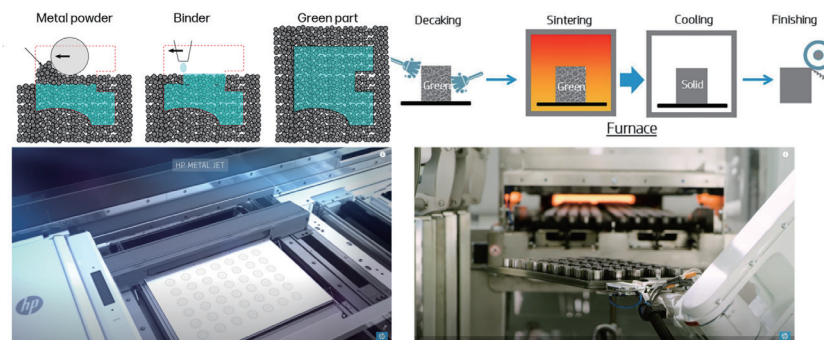 Metal powder
Binder
Green part
Decaking
Sintering
Cooling
Finishing
Green
Green
Solid
Furnace
HP METAL JET
hp